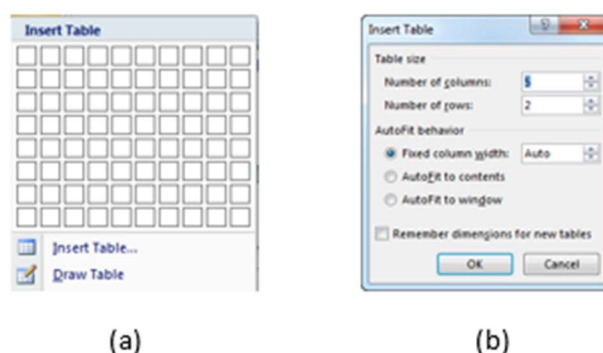 Insert Table
Insert Table...
Draw Table
(a)
Insert Table
Table size
Number of columns: 5
Number of rows: 2
AutoFit behavior
Fixed column width: Auto
AutoFit to contents
AutoFit to window
Remember dimensions for new tables
OK Cancel
(b)